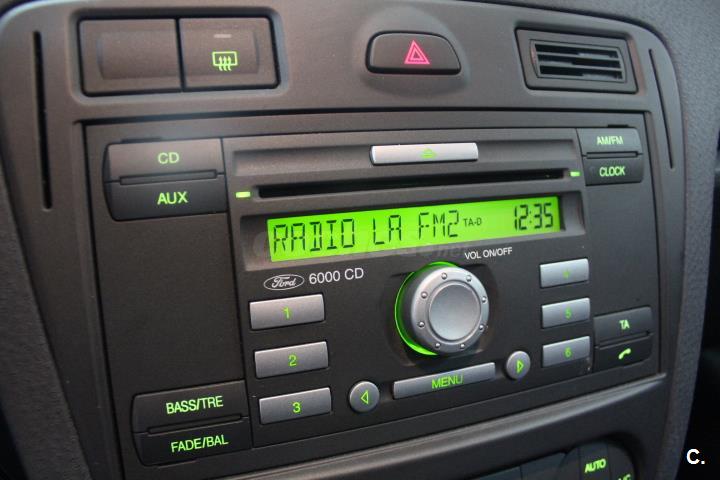 CD
AUX
AM/FM
CLOCK
RADIO LA FM2 TA-D 12:35
VOL ON/OFF
Ford 6000 CD
1
2
3
4
5
6
TA
MENU
BASS/TRE
FADE/BAL
AUTO
C.